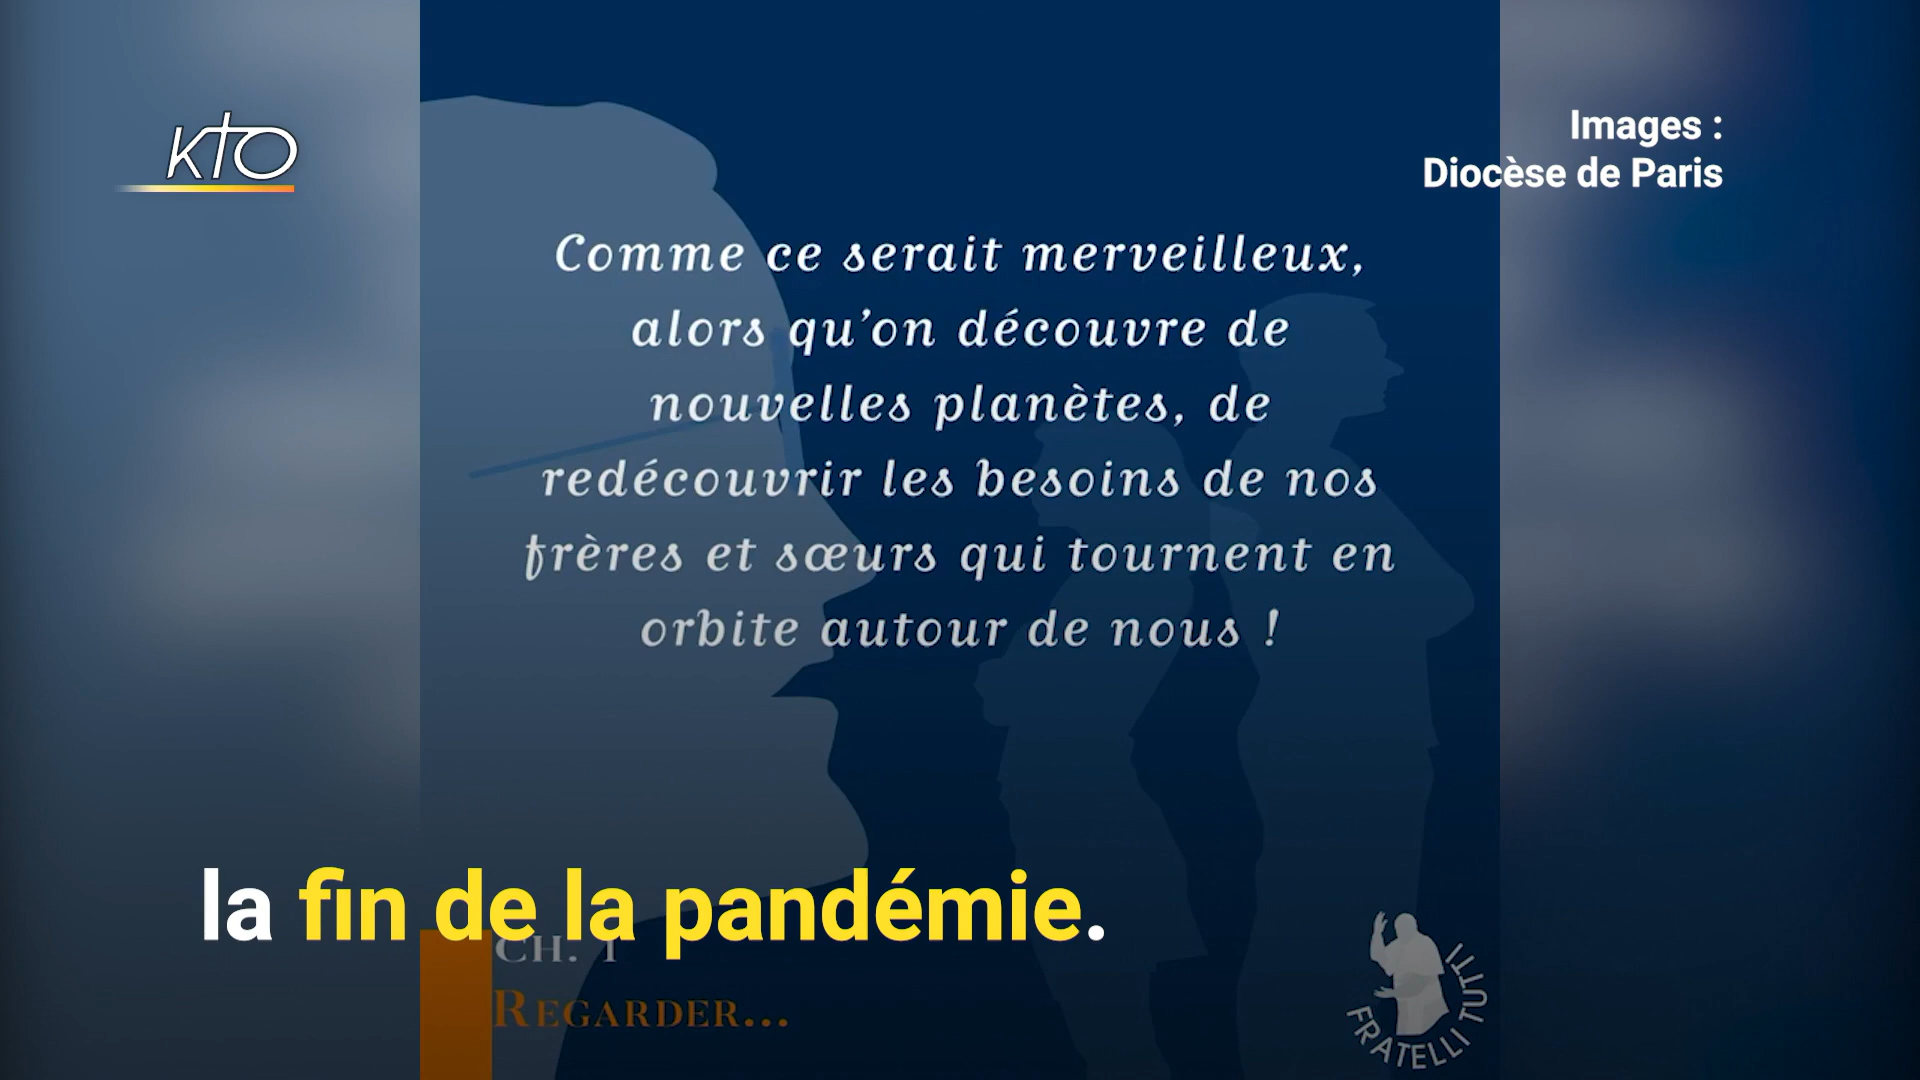 KTO
Images :
Diocèse de Paris
Comme ce serait merveilleux,
alors qu’on découvre de
nouvelles planètes, de
redécouvrir les besoins de nos
frères et sœurs qui tournent en
orbite autour de nous !
la fin de la pandémie.
CH. 1
REGARDER...
FRATELLI TUTTI